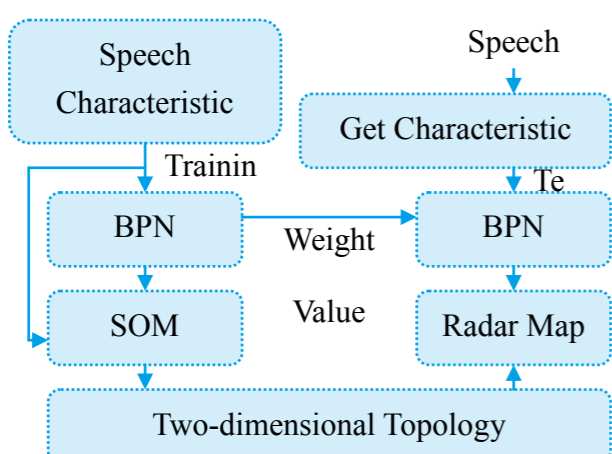 Speech
Characteristic
Speech
Get Characteristic
Trainin
Te
BPN
Weight
BPN
SOM
Value
Radar Map
Two-dimensional Topology